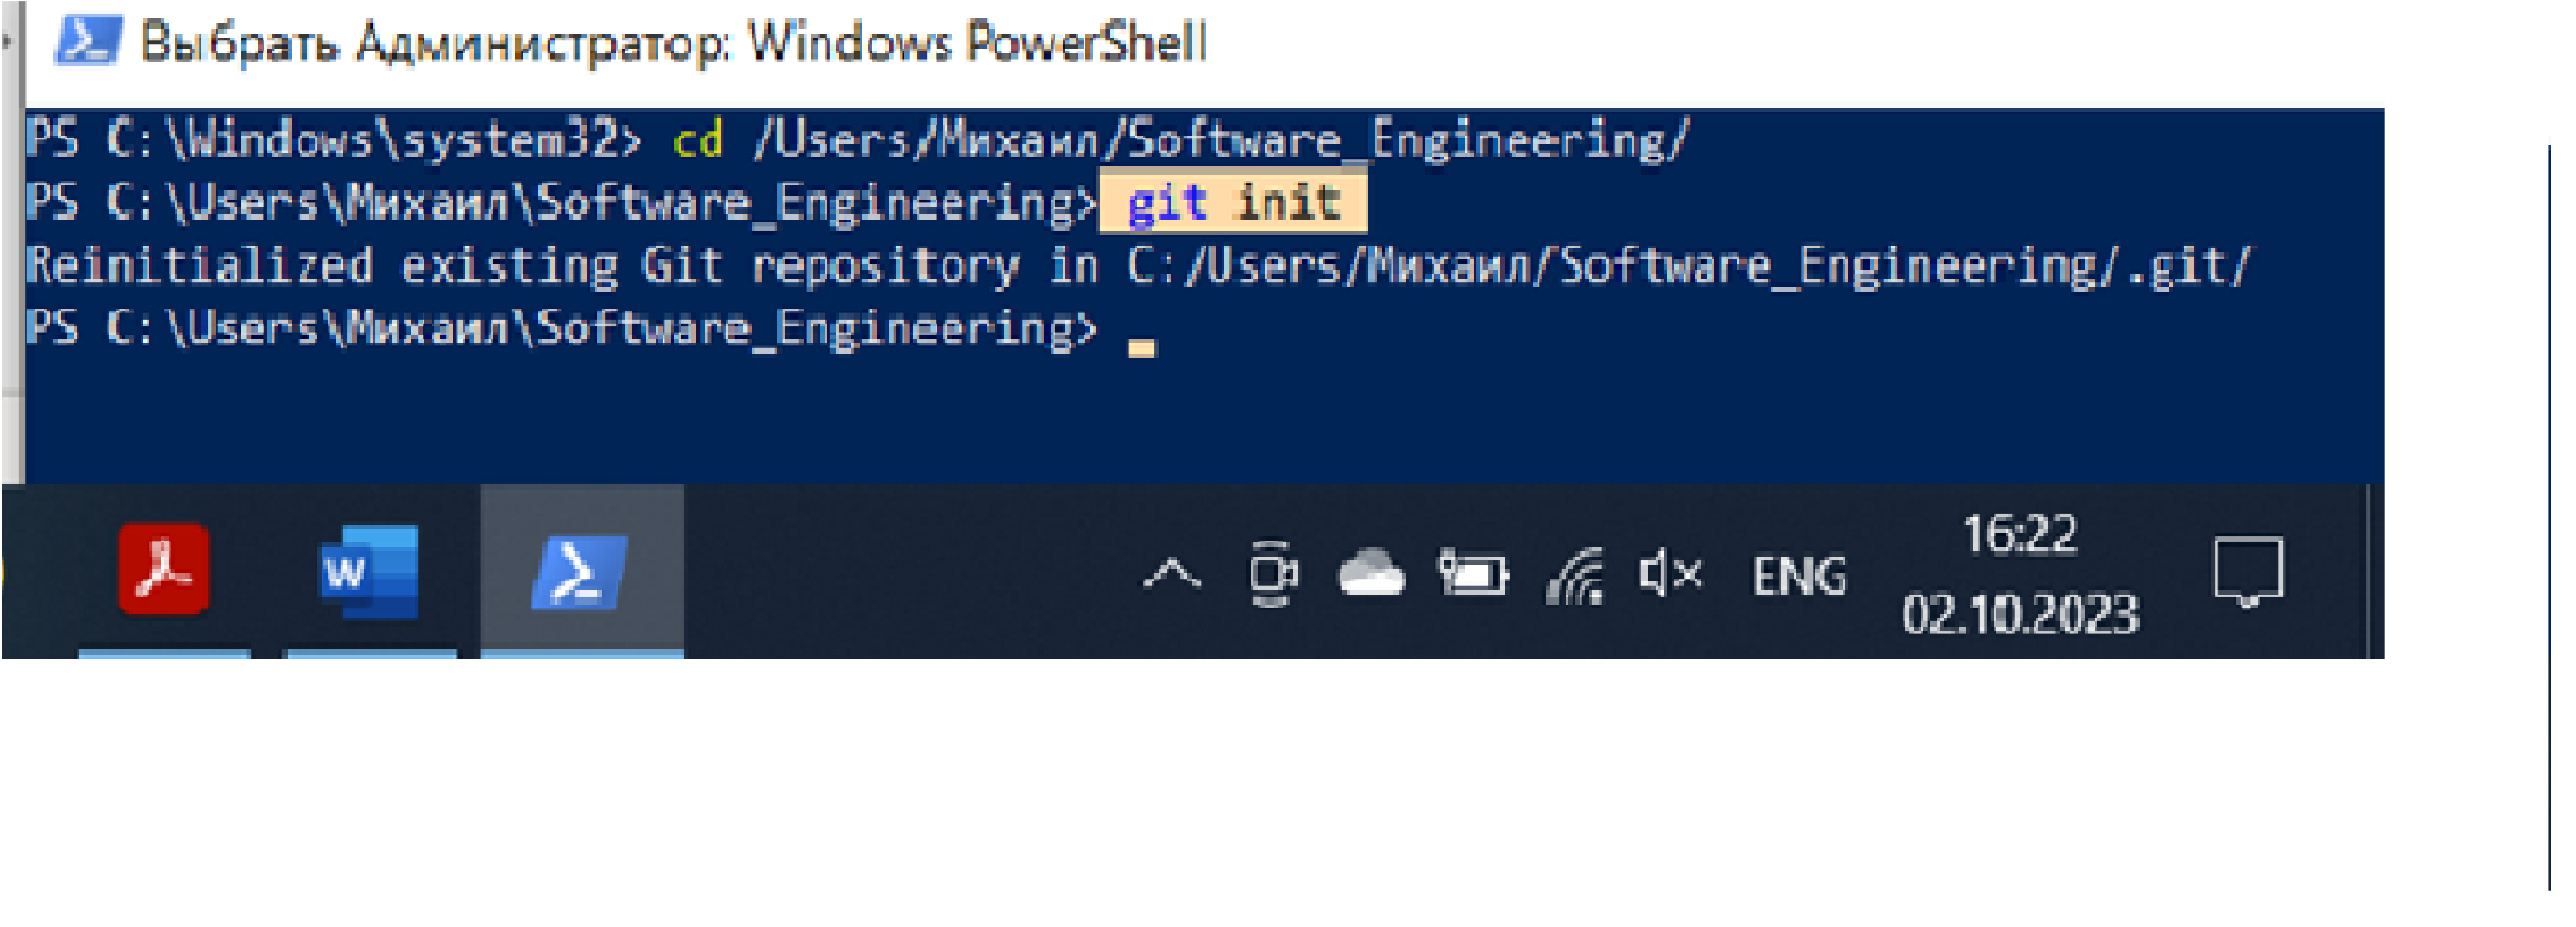 Выбрать Администратор: Windows PowerShell
PS C:\Windows\system32> cd /Users/Михаил/Software_Engineering/
PS C:\Users\Михаил\Software_Engineering> git init
Reinitialized existing Git repository in C:/Users/Михаил/Software_Engineering/.git/
PS C:\Users\Михаил\Software_Engineering>
W
ENG
16:22
02.10.2023